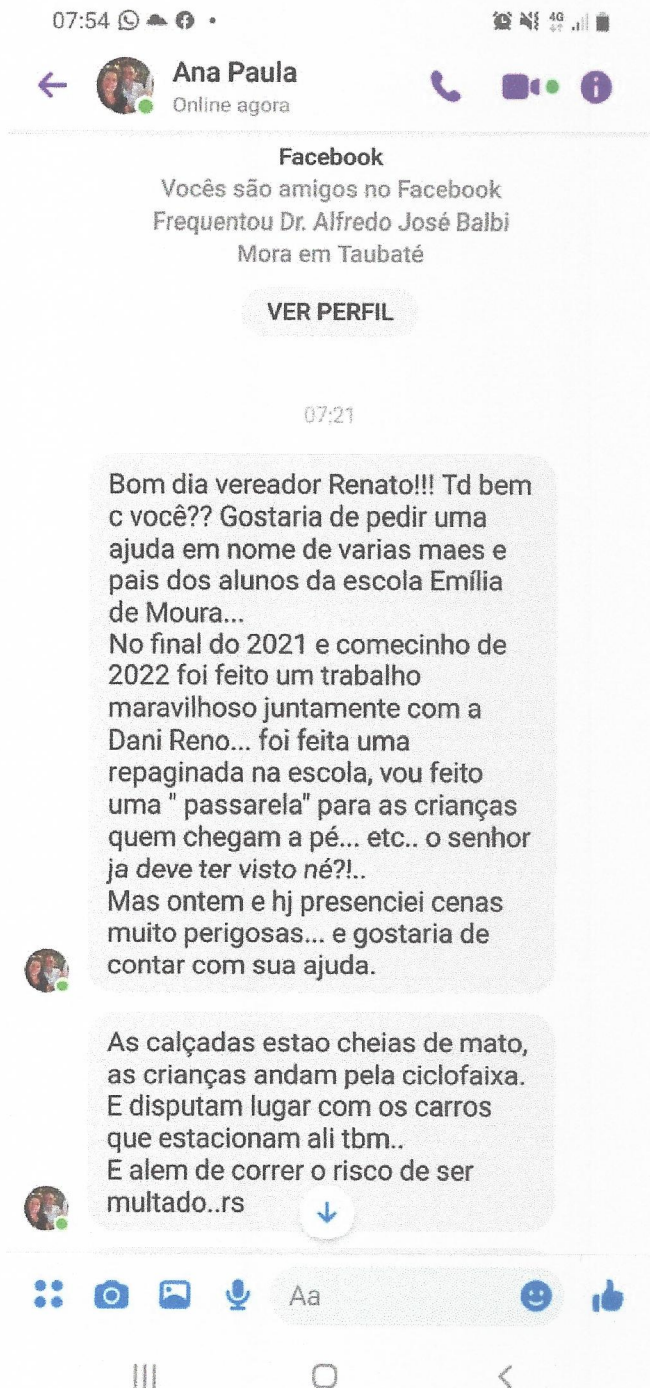 07:54
4G
Ana Paula
Online agora
Facebook
Vocês são amigos no Facebook
Frequentou Dr. Alfredo José Balbi
Mora em Taubaté
VER PERFIL
07:21
Bom dia vereador Renato!!! Td bem
c você?? Gostaria de pedir uma
ajuda em nome de varias maes e
pais dos alunos da escola Emília
de Moura...
No final do 2021 e comecinho de
2022 foi feito um trabalho
maravilhoso juntamente com a
Dani Reno... foi feita uma
repaginada na escola, vou feito
uma " passarela" para as crianças
quem chegam a pé... etc.. o senhor
ja deve ter visto né?!..
Mas ontem e hj presenciei cenas
muito perigosas... e gostaria de
contar com sua ajuda.
As calçadas estao cheias de mato,
as crianças andam pela ciclofaixa.
E disputam lugar com os carros
que estacionam ali tbm..
E alem de correr o risco de ser
multado..rs
Aa